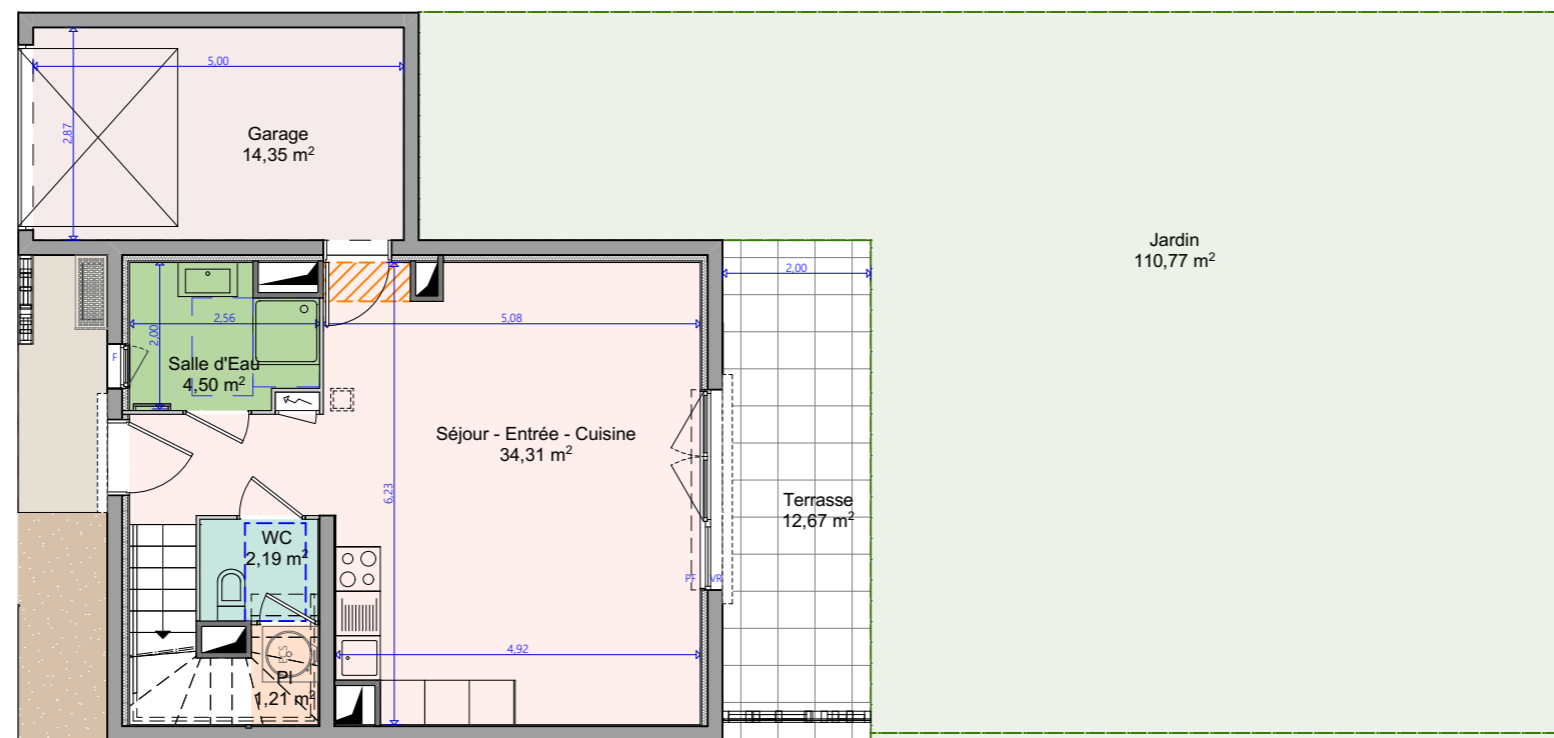 5,00
2,87
Garage
14,35 m²
Jardin
110,77 m²
2,00
2,56
5,08
2,00
F
Salle d'Eau
4,50 m²
Séjour - Entrée - Cuisine
34,31 m²
6,23
Terrasse
12,67 m²
WC
2,19 m²
PF
VR
ECS
4,92
Pl
1,21 m²